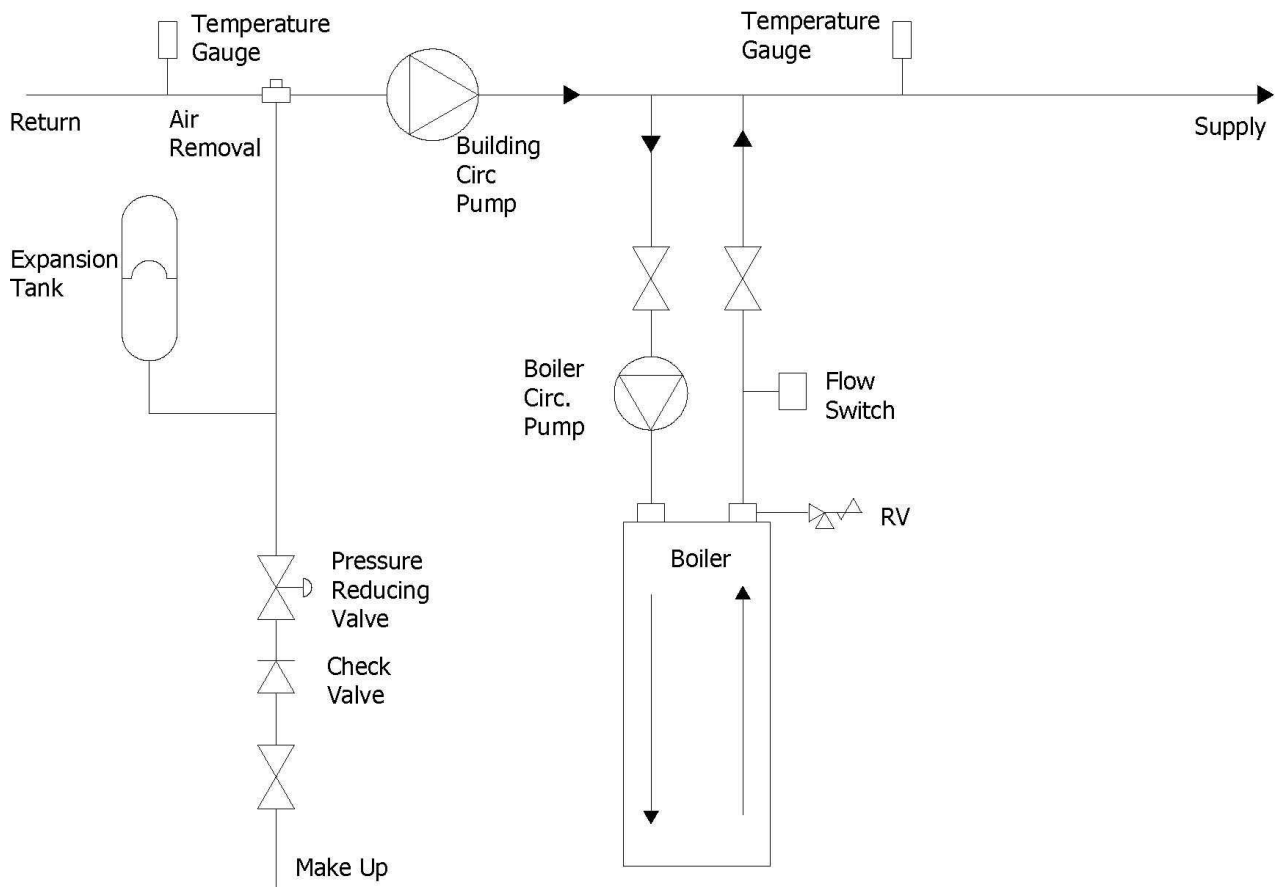 Temperature
Gauge
Temperature
Gauge
Return
Air
Removal
Building
Circ
Pump
Supply
Expansion
Tank
Boiler
Circ.
Pump
Flow
Switch
RV
Boiler
Pressure
Reducing
Valve
Check
Valve
Make Up